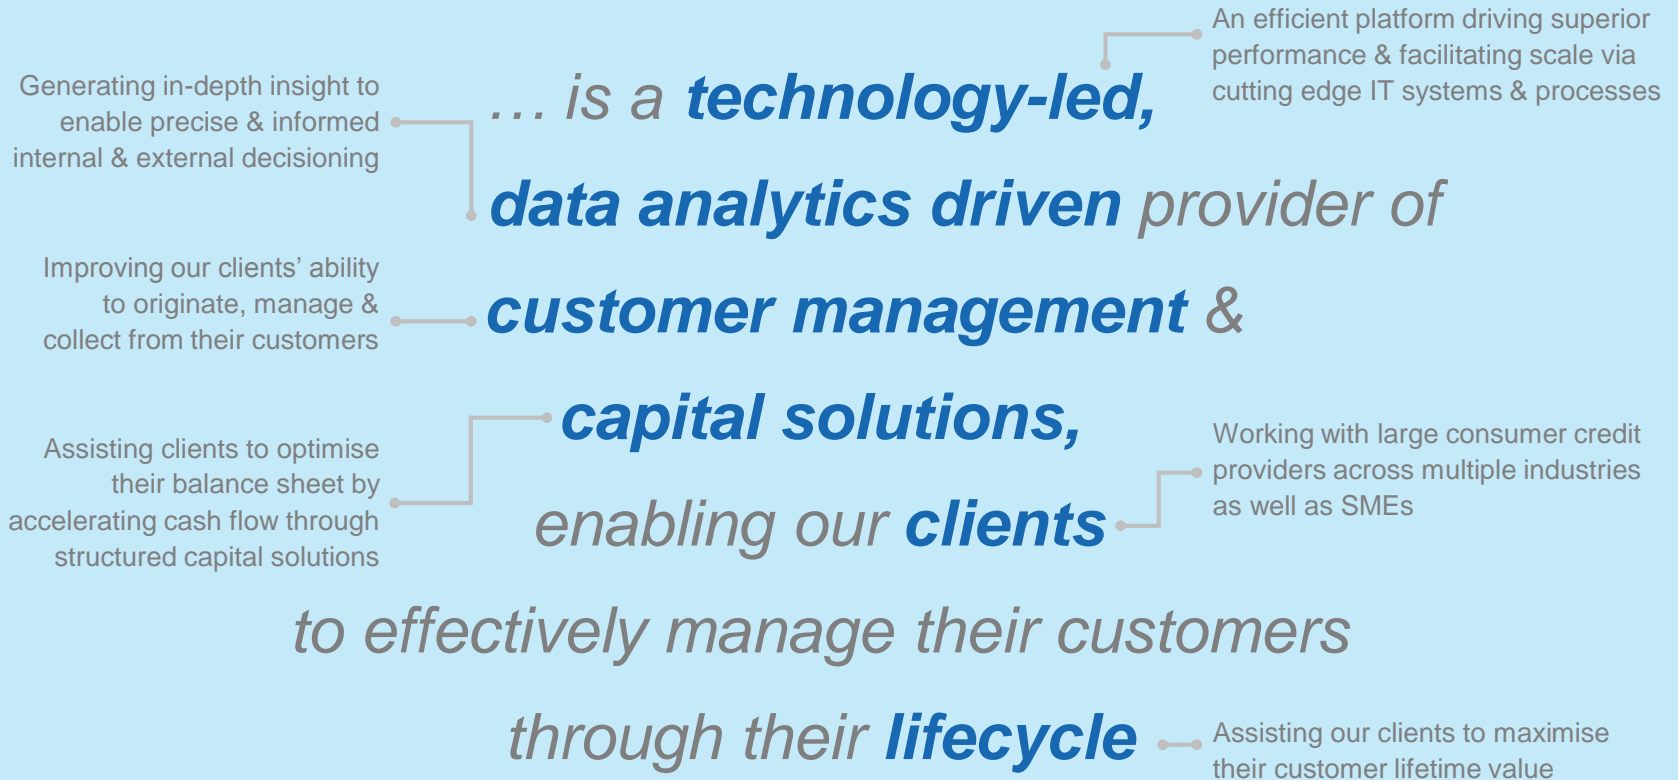 An efficient platform driving superior
performance & facilitating scale via
cutting edge IT systems & processes
Generating in-depth insight to
enable precise & informed
internal & external decisioning
… is a technology-led,
data analytics driven provider of
Improving our clients’ ability
to originate, manage &
collect from their customers
customer management &
capital solutions,
Assisting clients to optimise
their balance sheet by
accelerating cash flow through
structured capital solutions
Working with large consumer credit
providers across multiple industries
as well as SMEs
enabling our clients
to effectively manage their customers
through their lifecycle
Assisting our clients to maximise
their customer lifetime value